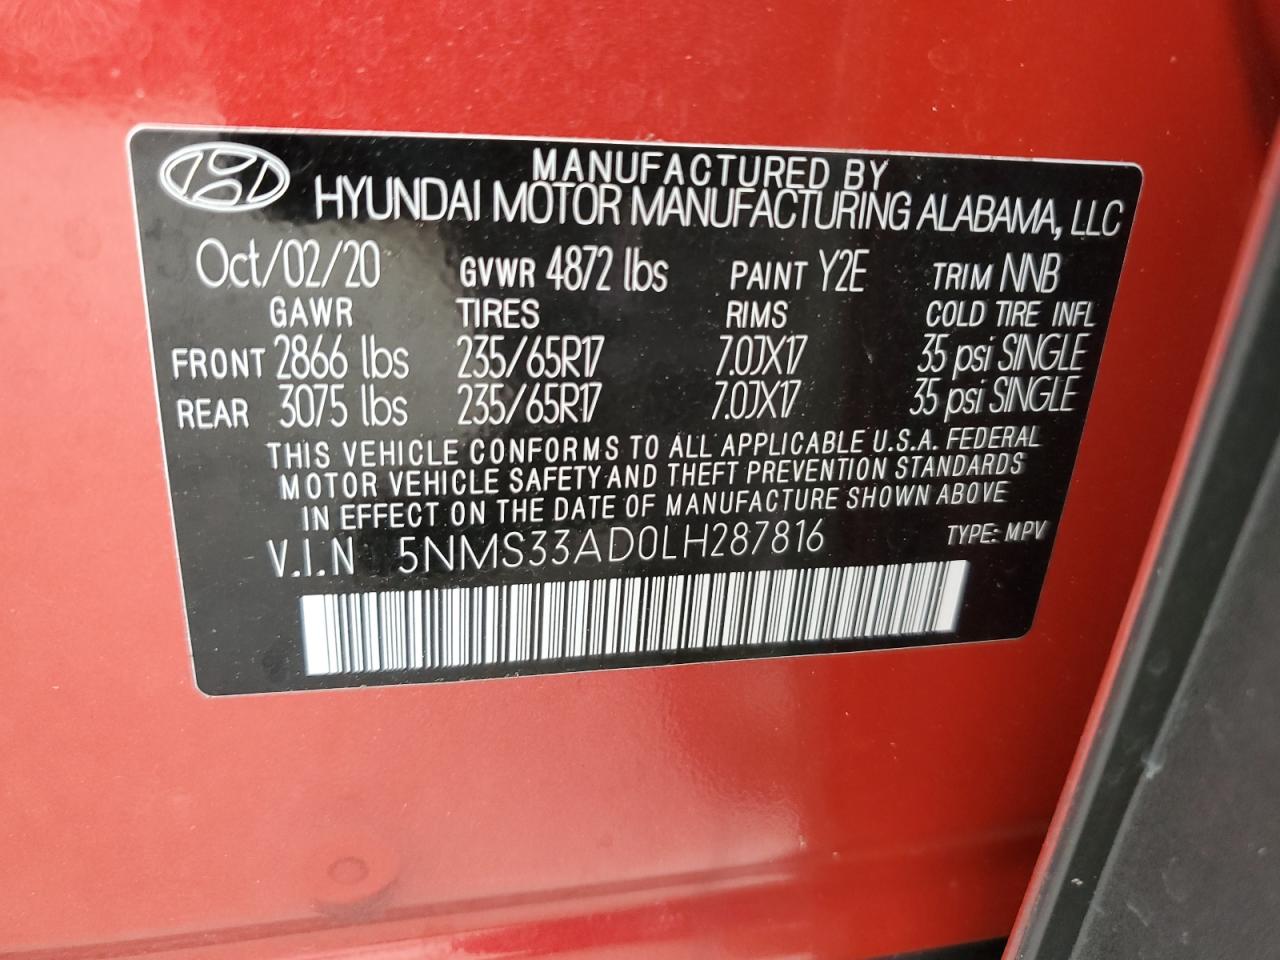 MANUFACTURED BY
HYUNDAI MOTOR MANUFACTURING ALABAMA, LLC
Oct/02/20 GVWR 4872 lbs PAINT Y2E TRIM NNB
GAWR TIRES RIMS COLD TIRE INFL
FRONT 2866 lbs 235/65R17 7.0JX17 35 psi SINGLE
REAR 3075 lbs 235/65R17 7.0JX17 35 psi SINGLE
THIS VEHICLE CONFORMS TO ALL APPLICABLE U.S.A. FEDERAL
MOTOR VEHICLE SAFETY AND THEFT PREVENTION STANDARDS
IN EFFECT ON THE DATE OF MANUFACTURE SHOWN ABOVE
V.I.N 5NMS33AD0LH287816 TYPE: MPV